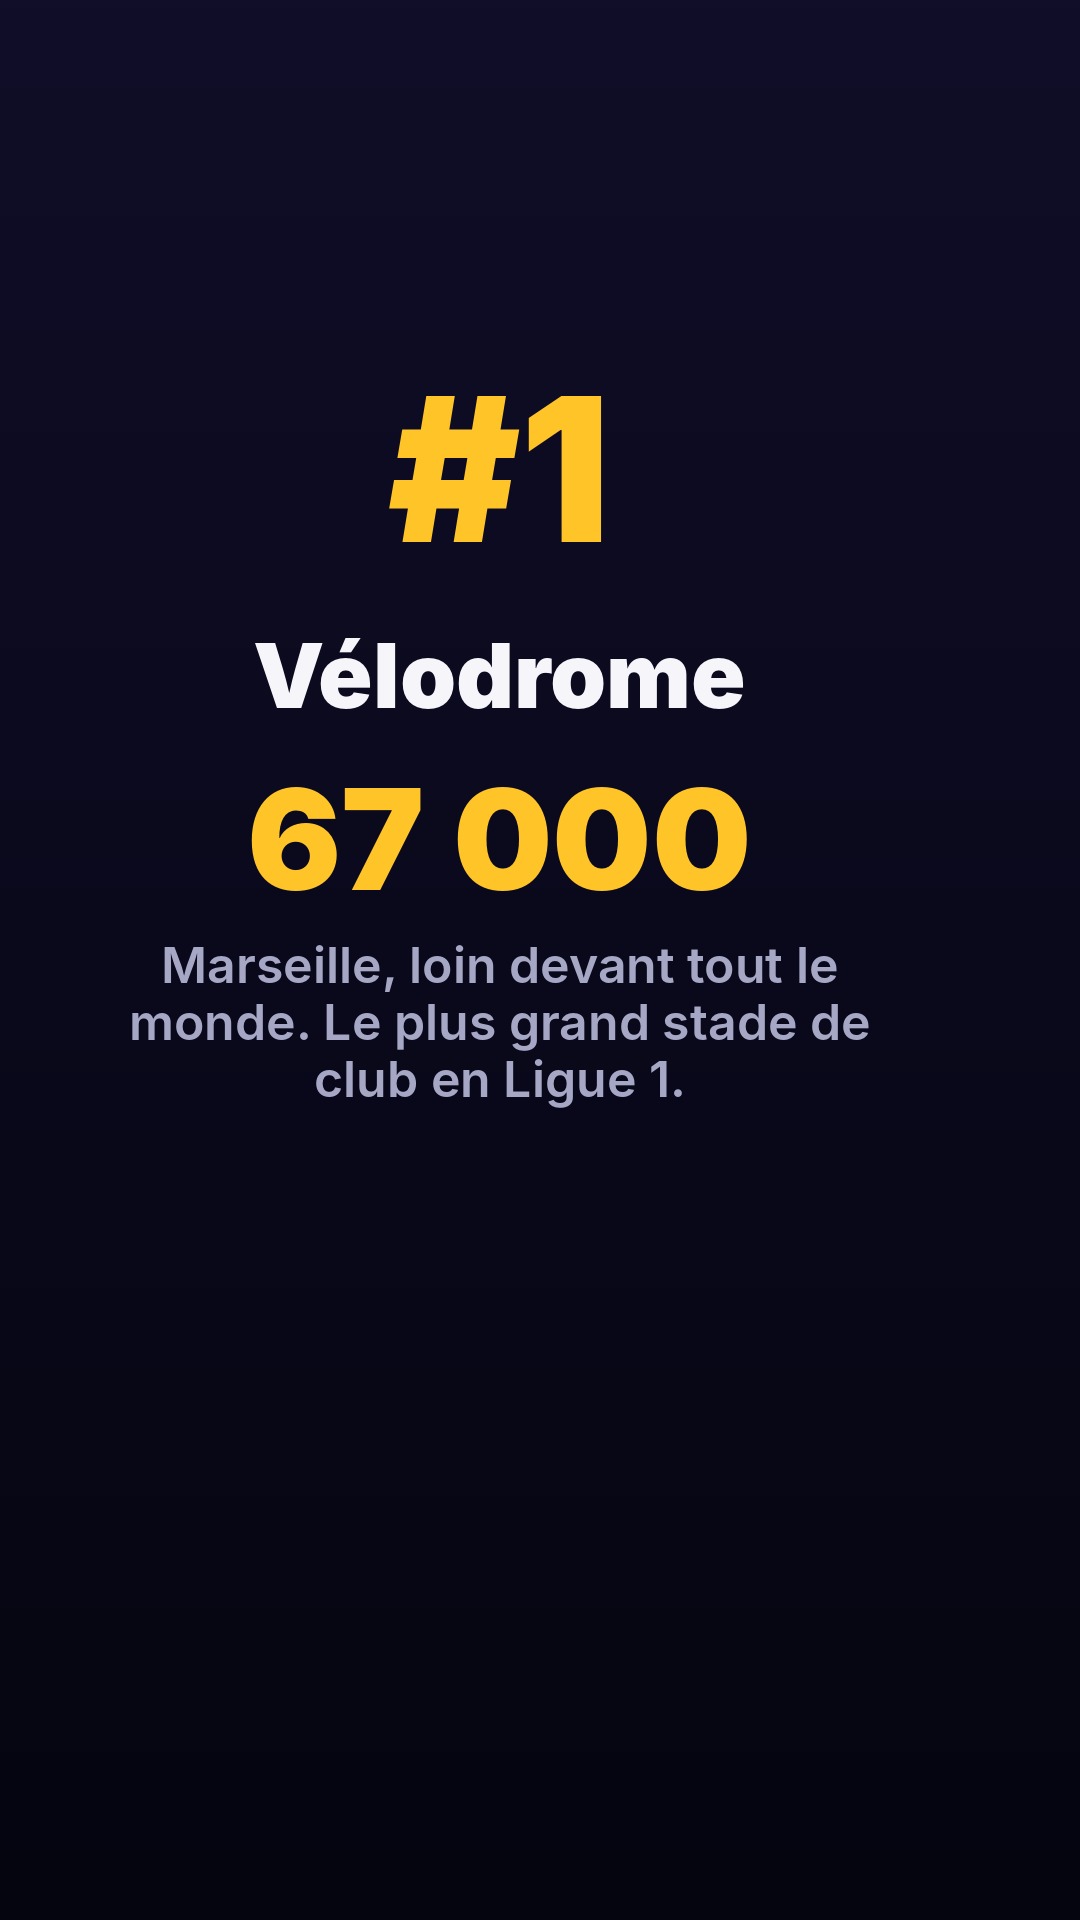 #1
Vélodrome
67 000
Marseille, loin devant tout le
monde. Le plus grand stade de
club en Ligue 1.